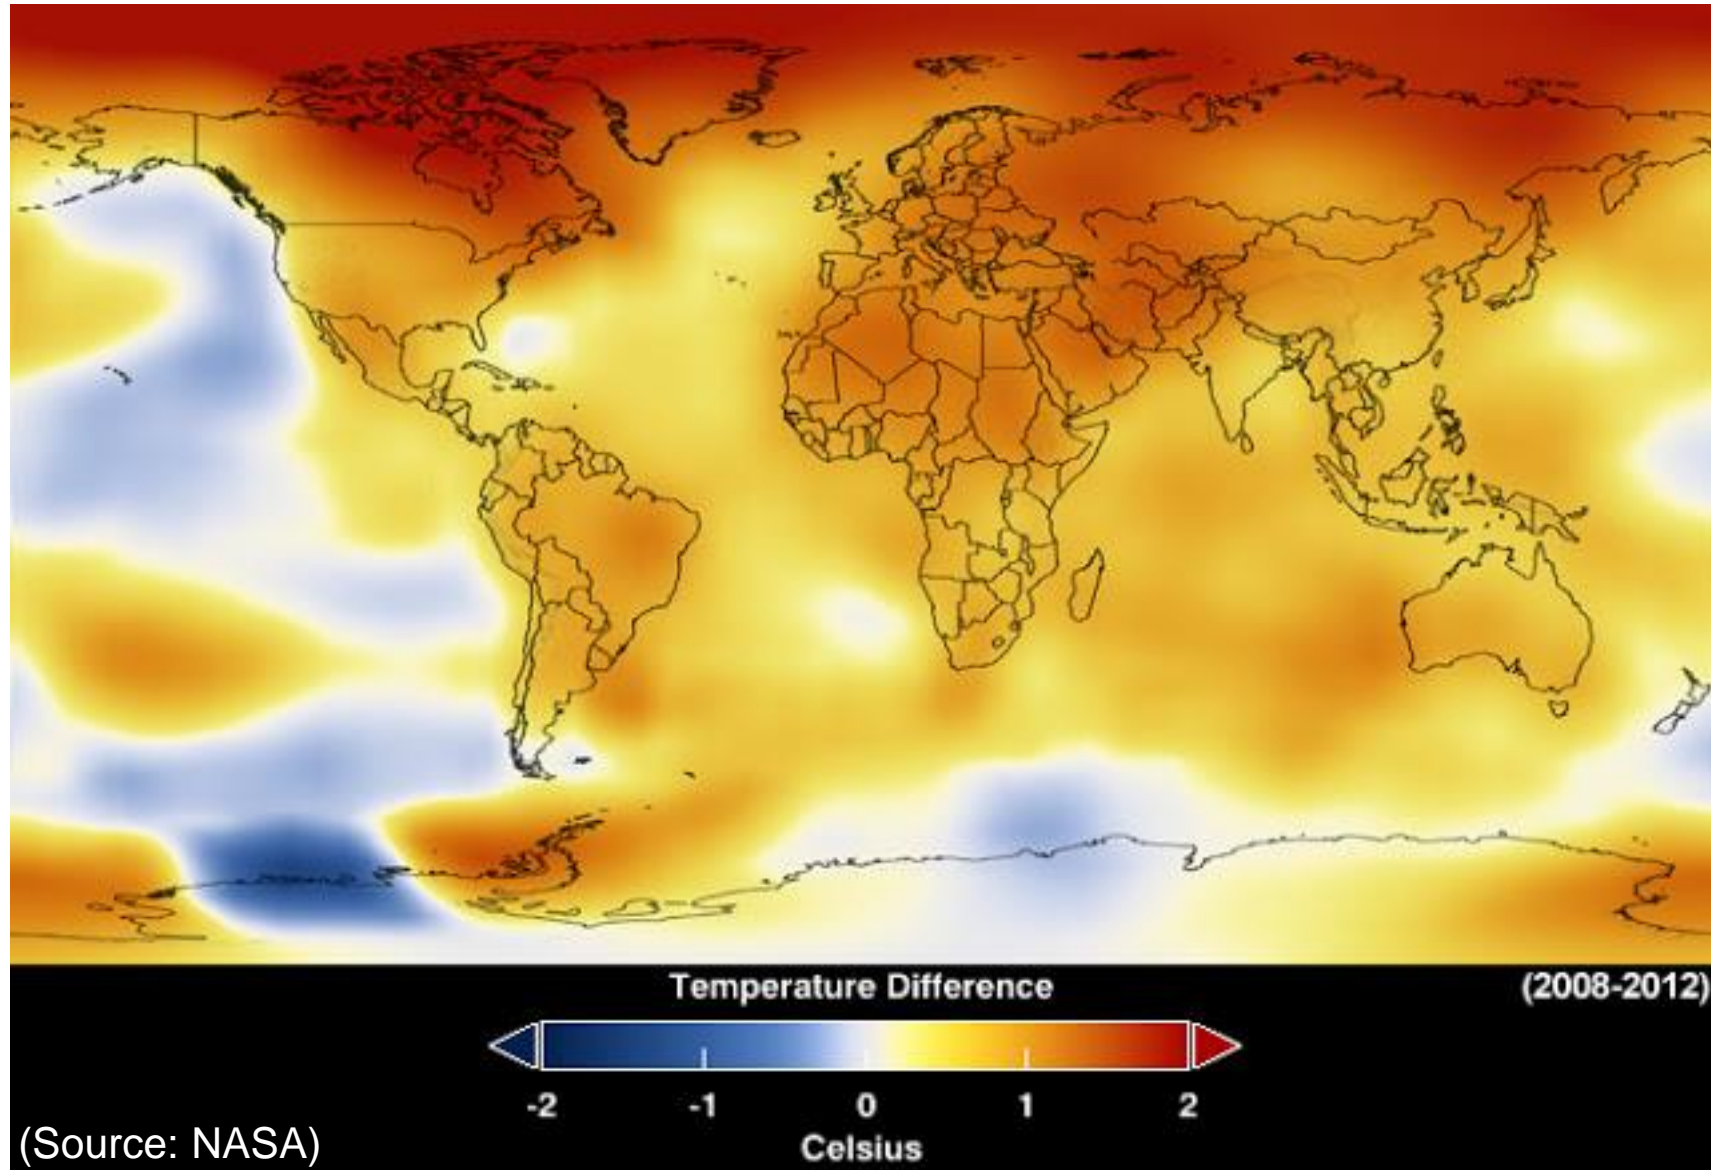 Temperature Difference
(2008-2012)
-2 -1 0 1 2
Celsius
(Source: NASA)